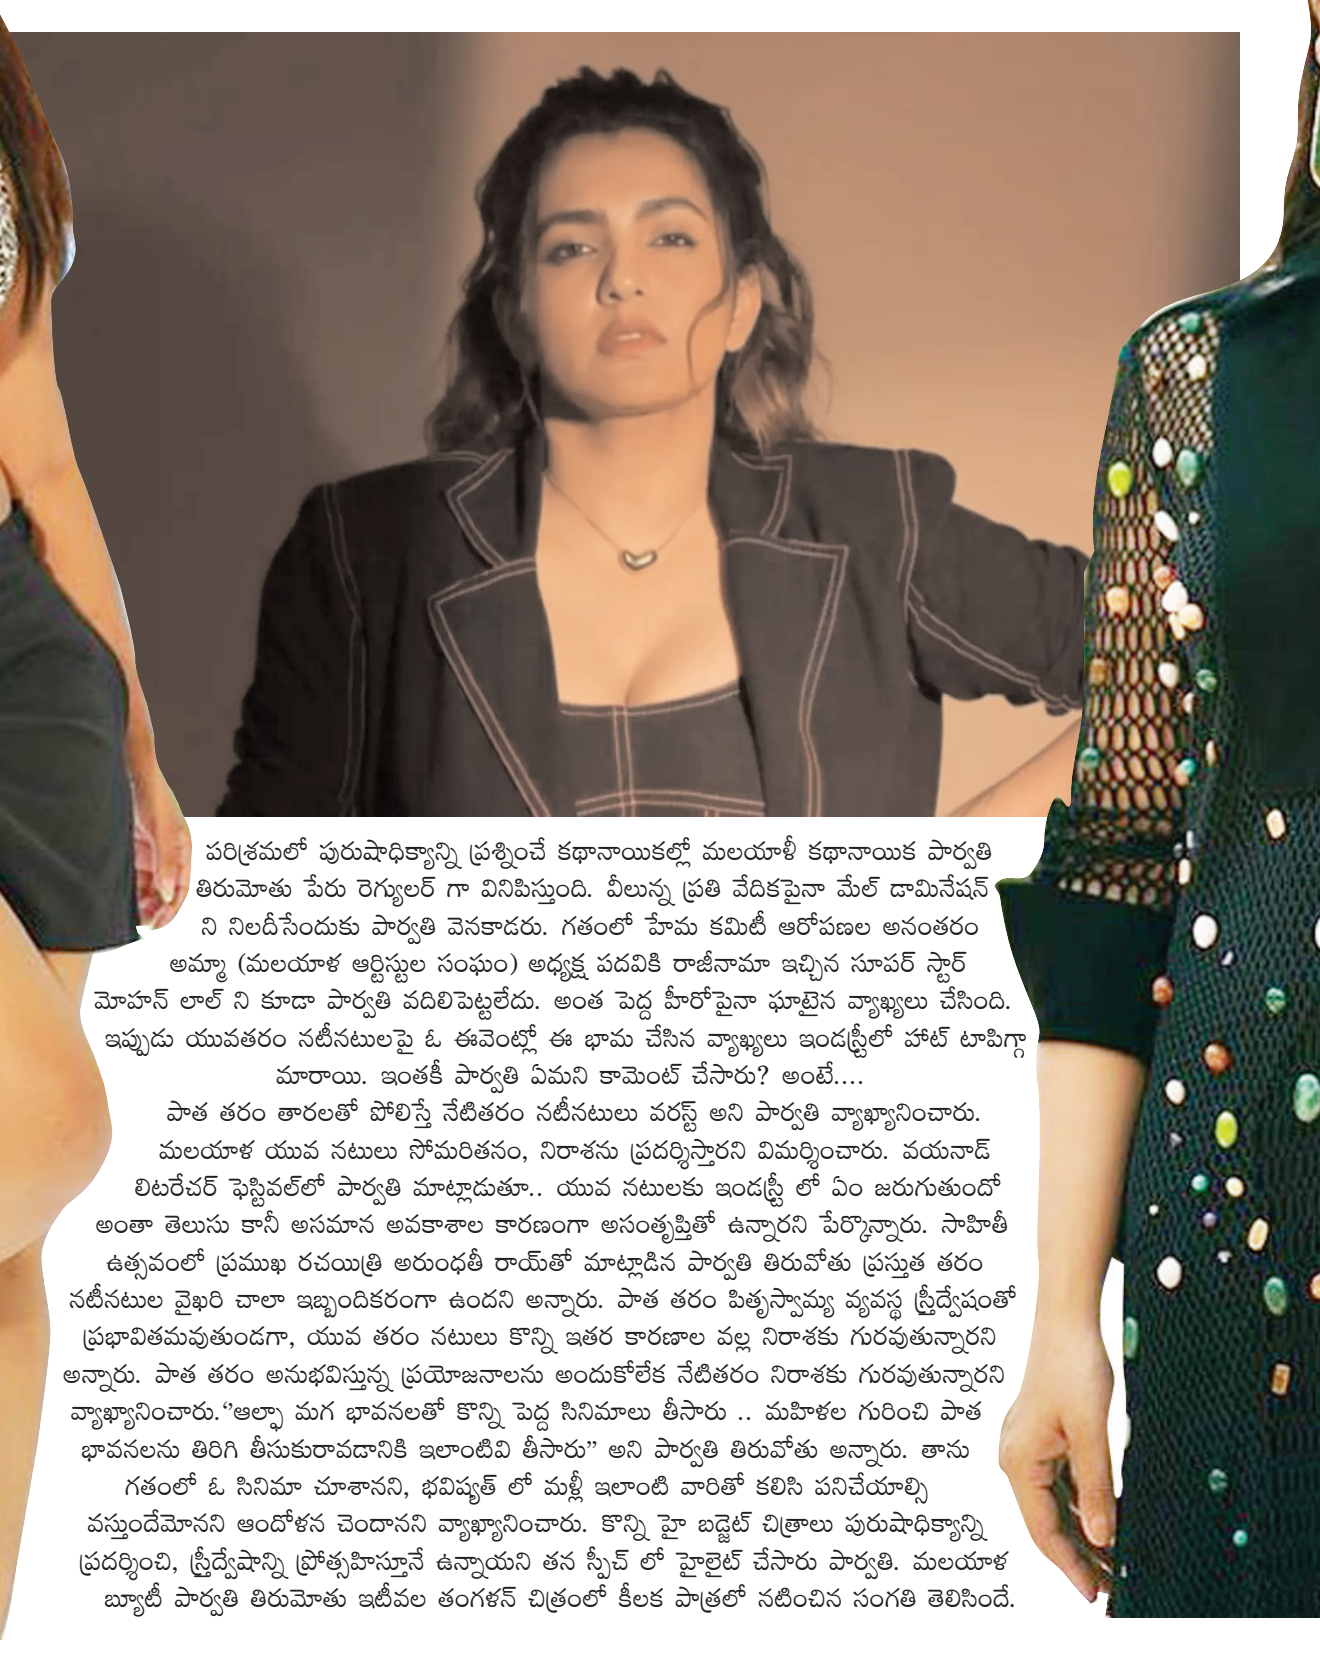 పరిశ్రమలో పురుషాధిక్యాన్ని ప్రశ్నించే కథానాయికల్లో మలయాళీ కథానాయిక పార్వతి
తిరుమోతు పేరు రెగ్యులర్ గా వినిపిస్తుంది. వీలున్న ప్రతి వేదికపైనా మేల్ డామినేషన్
ని నిలదీసేందుకు పార్వతి వెనకాడరు. గతంలో హేమ కమిటీ ఆరోపణల అనంతరం
అమ్మా (మలయాళ ఆర్టిస్టుల సంఘం) అధ్యక్ష పదవికి రాజీనామా ఇచ్చిన సూపర్ స్టార్
మోహన్ లాల్ ని కూడా పార్వతి వదిలిపెట్టలేదు. అంత పెద్ద హీరోపైనా ఘాటైన వ్యాఖ్యలు చేసింది.
ఇప్పుడు యువతరం నటీనటులపై ఓ ఈవెంట్లో ఈ భామ చేసిన వ్యాఖ్యలు ఇండస్ట్రీలో హాట్ టాపిగ్గా
మారాయి. ఇంతకీ పార్వతి ఏమని కామెంట్ చేసారు? అంటే....
పాత తరం తారలతో పోలిస్తే నేటితరం నటీనటులు వరస్ట్ అని పార్వతి వ్యాఖ్యానించారు.
మలయాళ యువ నటులు సోమరితనం, నిరాశను ప్రదర్శిస్తారని విమర్శించారు. వయనాడ్
లిటరేచర్ ఫెస్టివల్‌లో పార్వతి మాట్లాడుతూ.. యువ నటులకు ఇండస్ట్రీ లో ఏం జరుగుతుందో
అంతా తెలుసు కానీ అసమాన అవకాశాల కారణంగా అసంతృప్తితో ఉన్నారని పేర్కొన్నారు. సాహితీ
ఉత్సవంలో ప్రముఖ రచయిత్రి అరుంధతీ రాయ్‌తో మాట్లాడిన పార్వతి తిరువోతు ప్రస్తుత తరం
నటీనటుల వైఖరి చాలా ఇబ్బందికరంగా ఉందని అన్నారు. పాత తరం పితృస్వామ్య వ్యవస్థ స్త్రీద్వేషంతో
ప్రభావితమవుతుండగా, యువ తరం నటులు కొన్ని ఇతర కారణాల వల్ల నిరాశకు గురవుతున్నారని
అన్నారు. పాత తరం అనుభవిస్తున్న ప్రయోజనాలను అందుకోలేక నేటితరం నిరాశకు గురవుతున్నారని
వ్యాఖ్యానించారు.‘‘ఆల్ఫా మగ భావనలతో కొన్ని పెద్ద సినిమాలు తీసారు .. మహిళల గురించి పాత
భావనలను తిరిగి తీసుకురావడానికి ఇలాంటివి తీసారు’’ అని పార్వతి తిరువోతు అన్నారు. తాను
గతంలో ఓ సినిమా చూశానని, భవిష్యత్ లో మళ్లీ ఇలాంటి వారితో కలిసి పనిచేయాల్సి
వస్తుందేమోనని ఆందోళన చెందానని వ్యాఖ్యానించారు. కొన్ని హై బడ్జెట్ చిత్రాలు పురుషాధిక్యాన్ని
ప్రదర్శించి, స్త్రీద్వేషాన్ని ప్రోత్సహిస్తూనే ఉన్నాయని తన స్పీచ్ లో హైలైట్ చేసారు పార్వతి. మలయాళ
బ్యూటీ పార్వతి తిరుమోతు ఇటీవల తంగళన్ చిత్రంలో కీలక పాత్రలో నటించిన సంగతి తెలిసిందే.